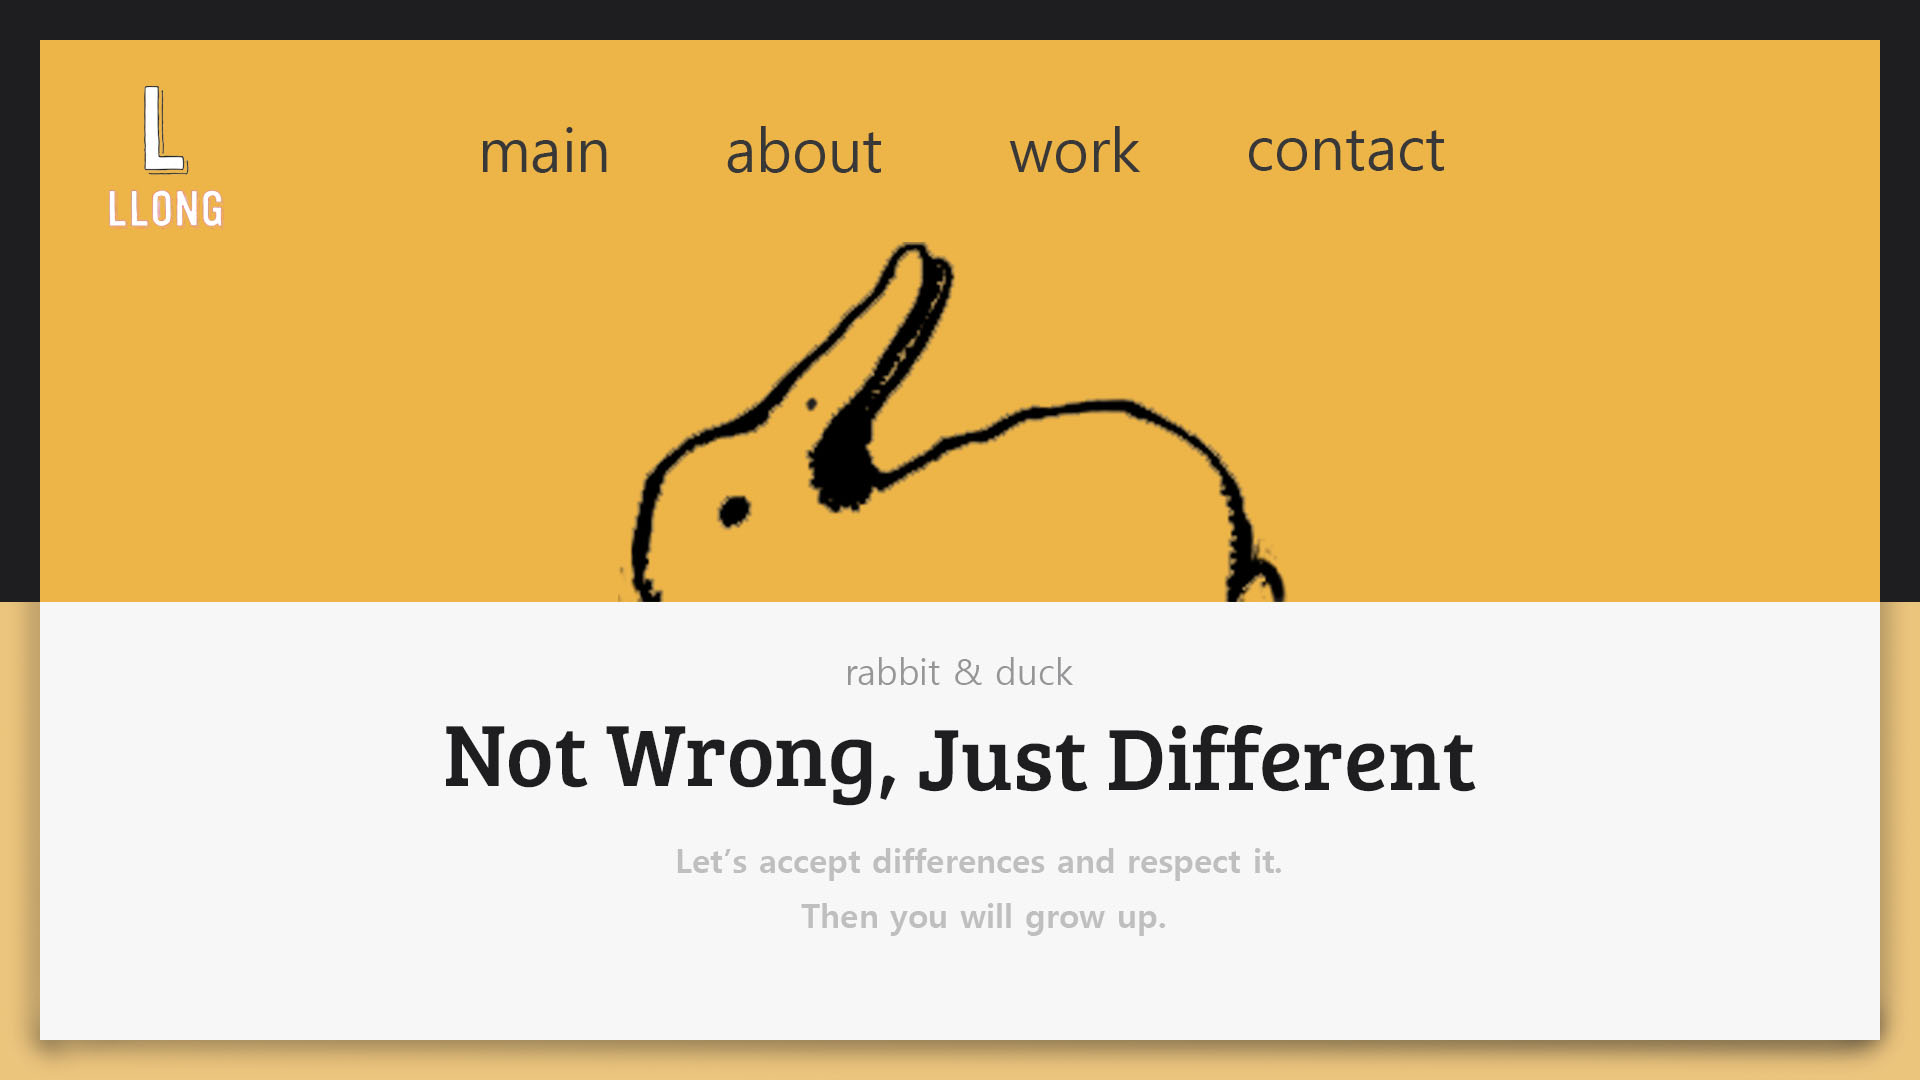 L
LLONG
main about work contact
rabbit & duck
Not Wrong, Just Different
Let’s accept differences and respect it.
Then you will grow up.